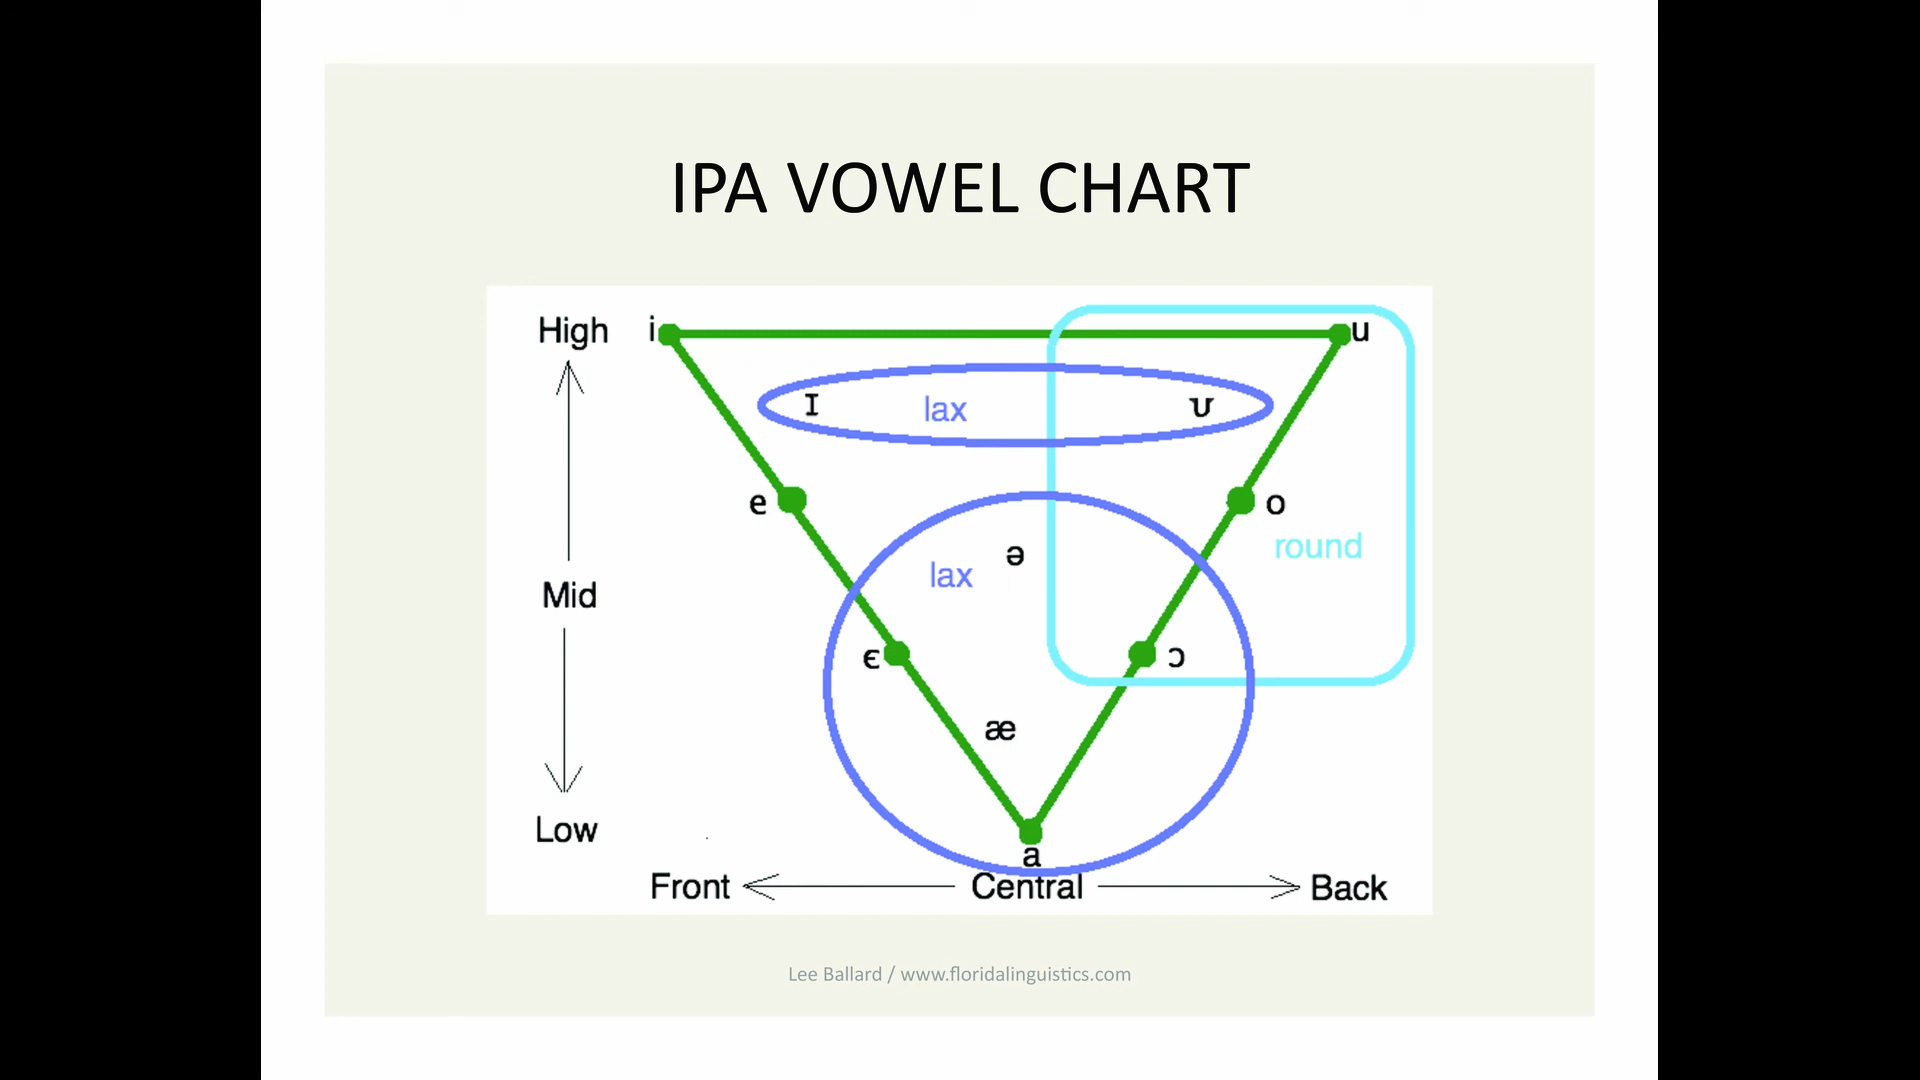 IPA VOWEL CHART
High i u
ɪ lax ʊ
e o
round
ə
lax
Mid
ɛ ɔ
æ
Low
a
Front Central Back
Lee Ballard / www.floridalinguistics.com